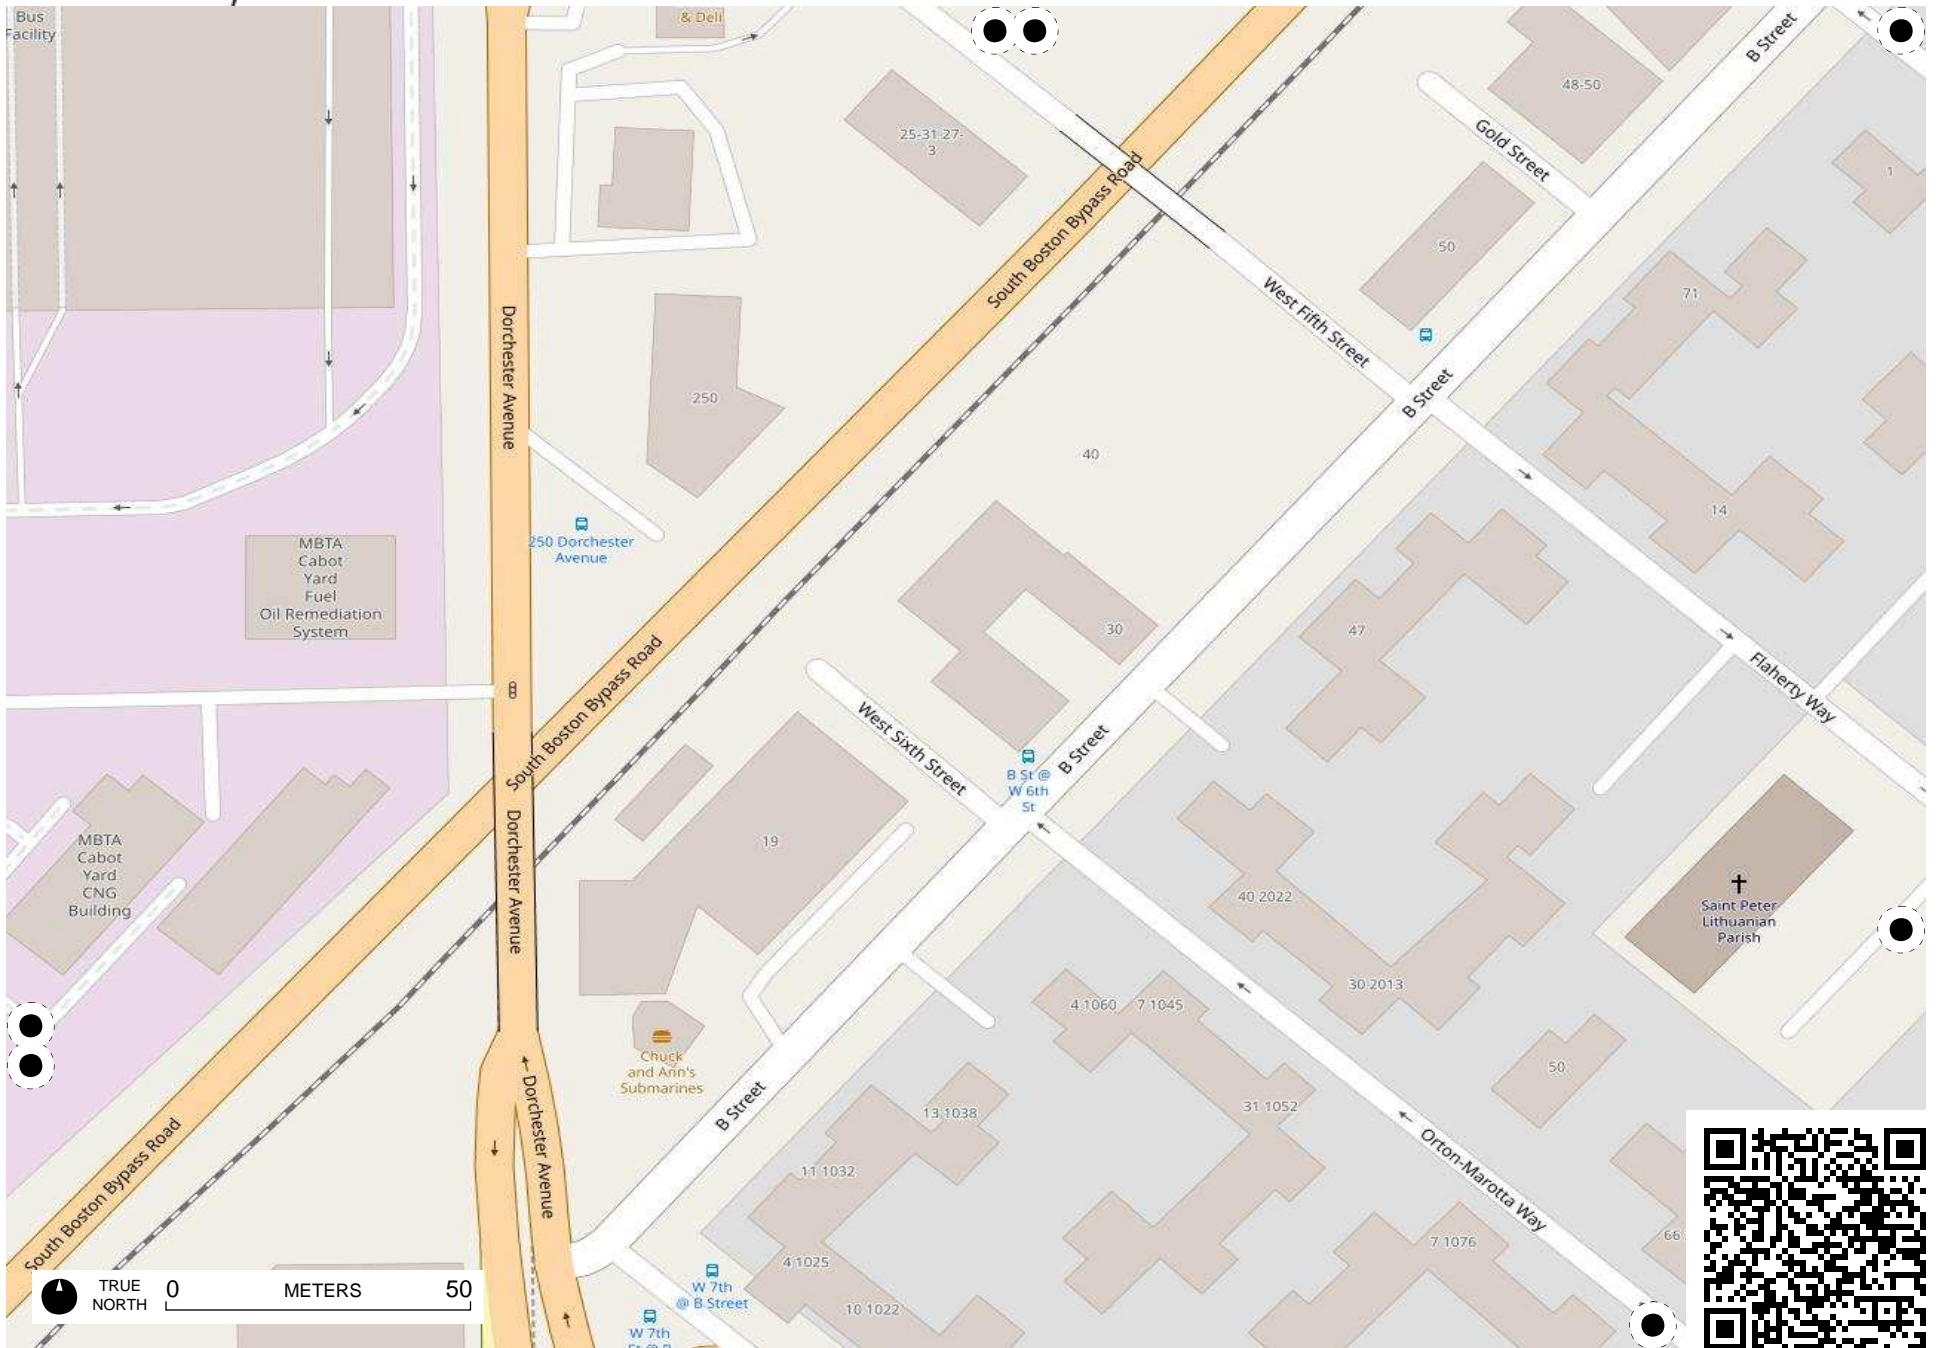 Bus
Facility
& Deli
B Street
48-50
25-31 27-
3
Gold Street
1
South Boston Bypass Road
50
West Fifth Street
71
Dorchester Avenue
250
B Street
40
14
250 Dorchester
Avenue
MBTA
Cabot
Yard
Fuel
Oil Remediation
System
30
47
South Boston Bypass Road
Flaherty Way
West Sixth Street
B Street
B St @
W 6th
St
19
MBTA
Cabot
Yard
CNG
Building
Dorchester Avenue
40 2022
Saint Peter
Lithuanian
Parish
30 2013
4 1060
7 1045
Chuck
and Ann's
Submarines
50
B Street
Dorchester Avenue
13 1038
31 1052
South Boston Bypass Road
11 1032
Orton-Marotta Way
4 1025
7 1076
66
W 7th
@ B Street
10 1022
W 7th
St @ B
TRUE
NORTH
0 METERS 50